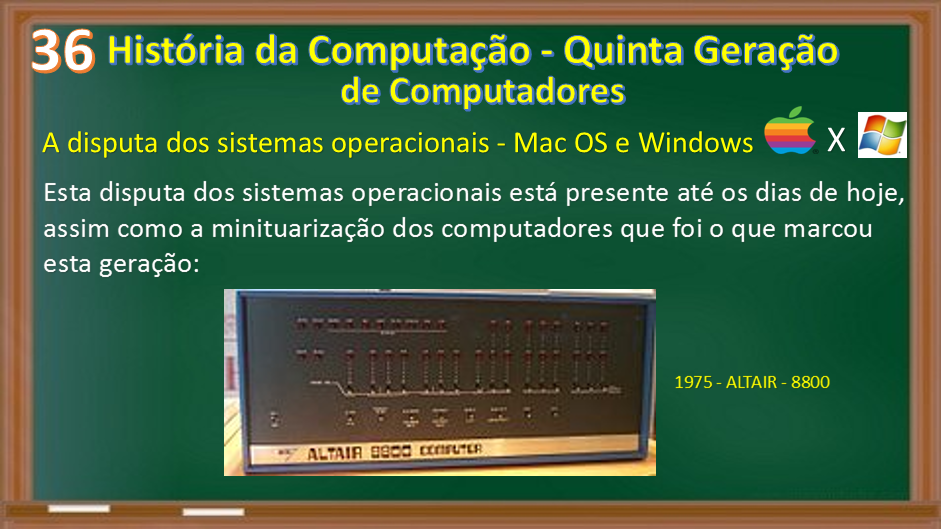 36 História da Computação - Quinta Geração
de Computadores
A disputa dos sistemas operacionais - Mac OS e Windows X
Esta disputa dos sistemas operacionais está presente até os dias de hoje,
assim como a minituarização dos computadores que foi o que marcou
esta geração:
1975 - ALTAIR - 8800
ALTAIR 8800 COMPUTER